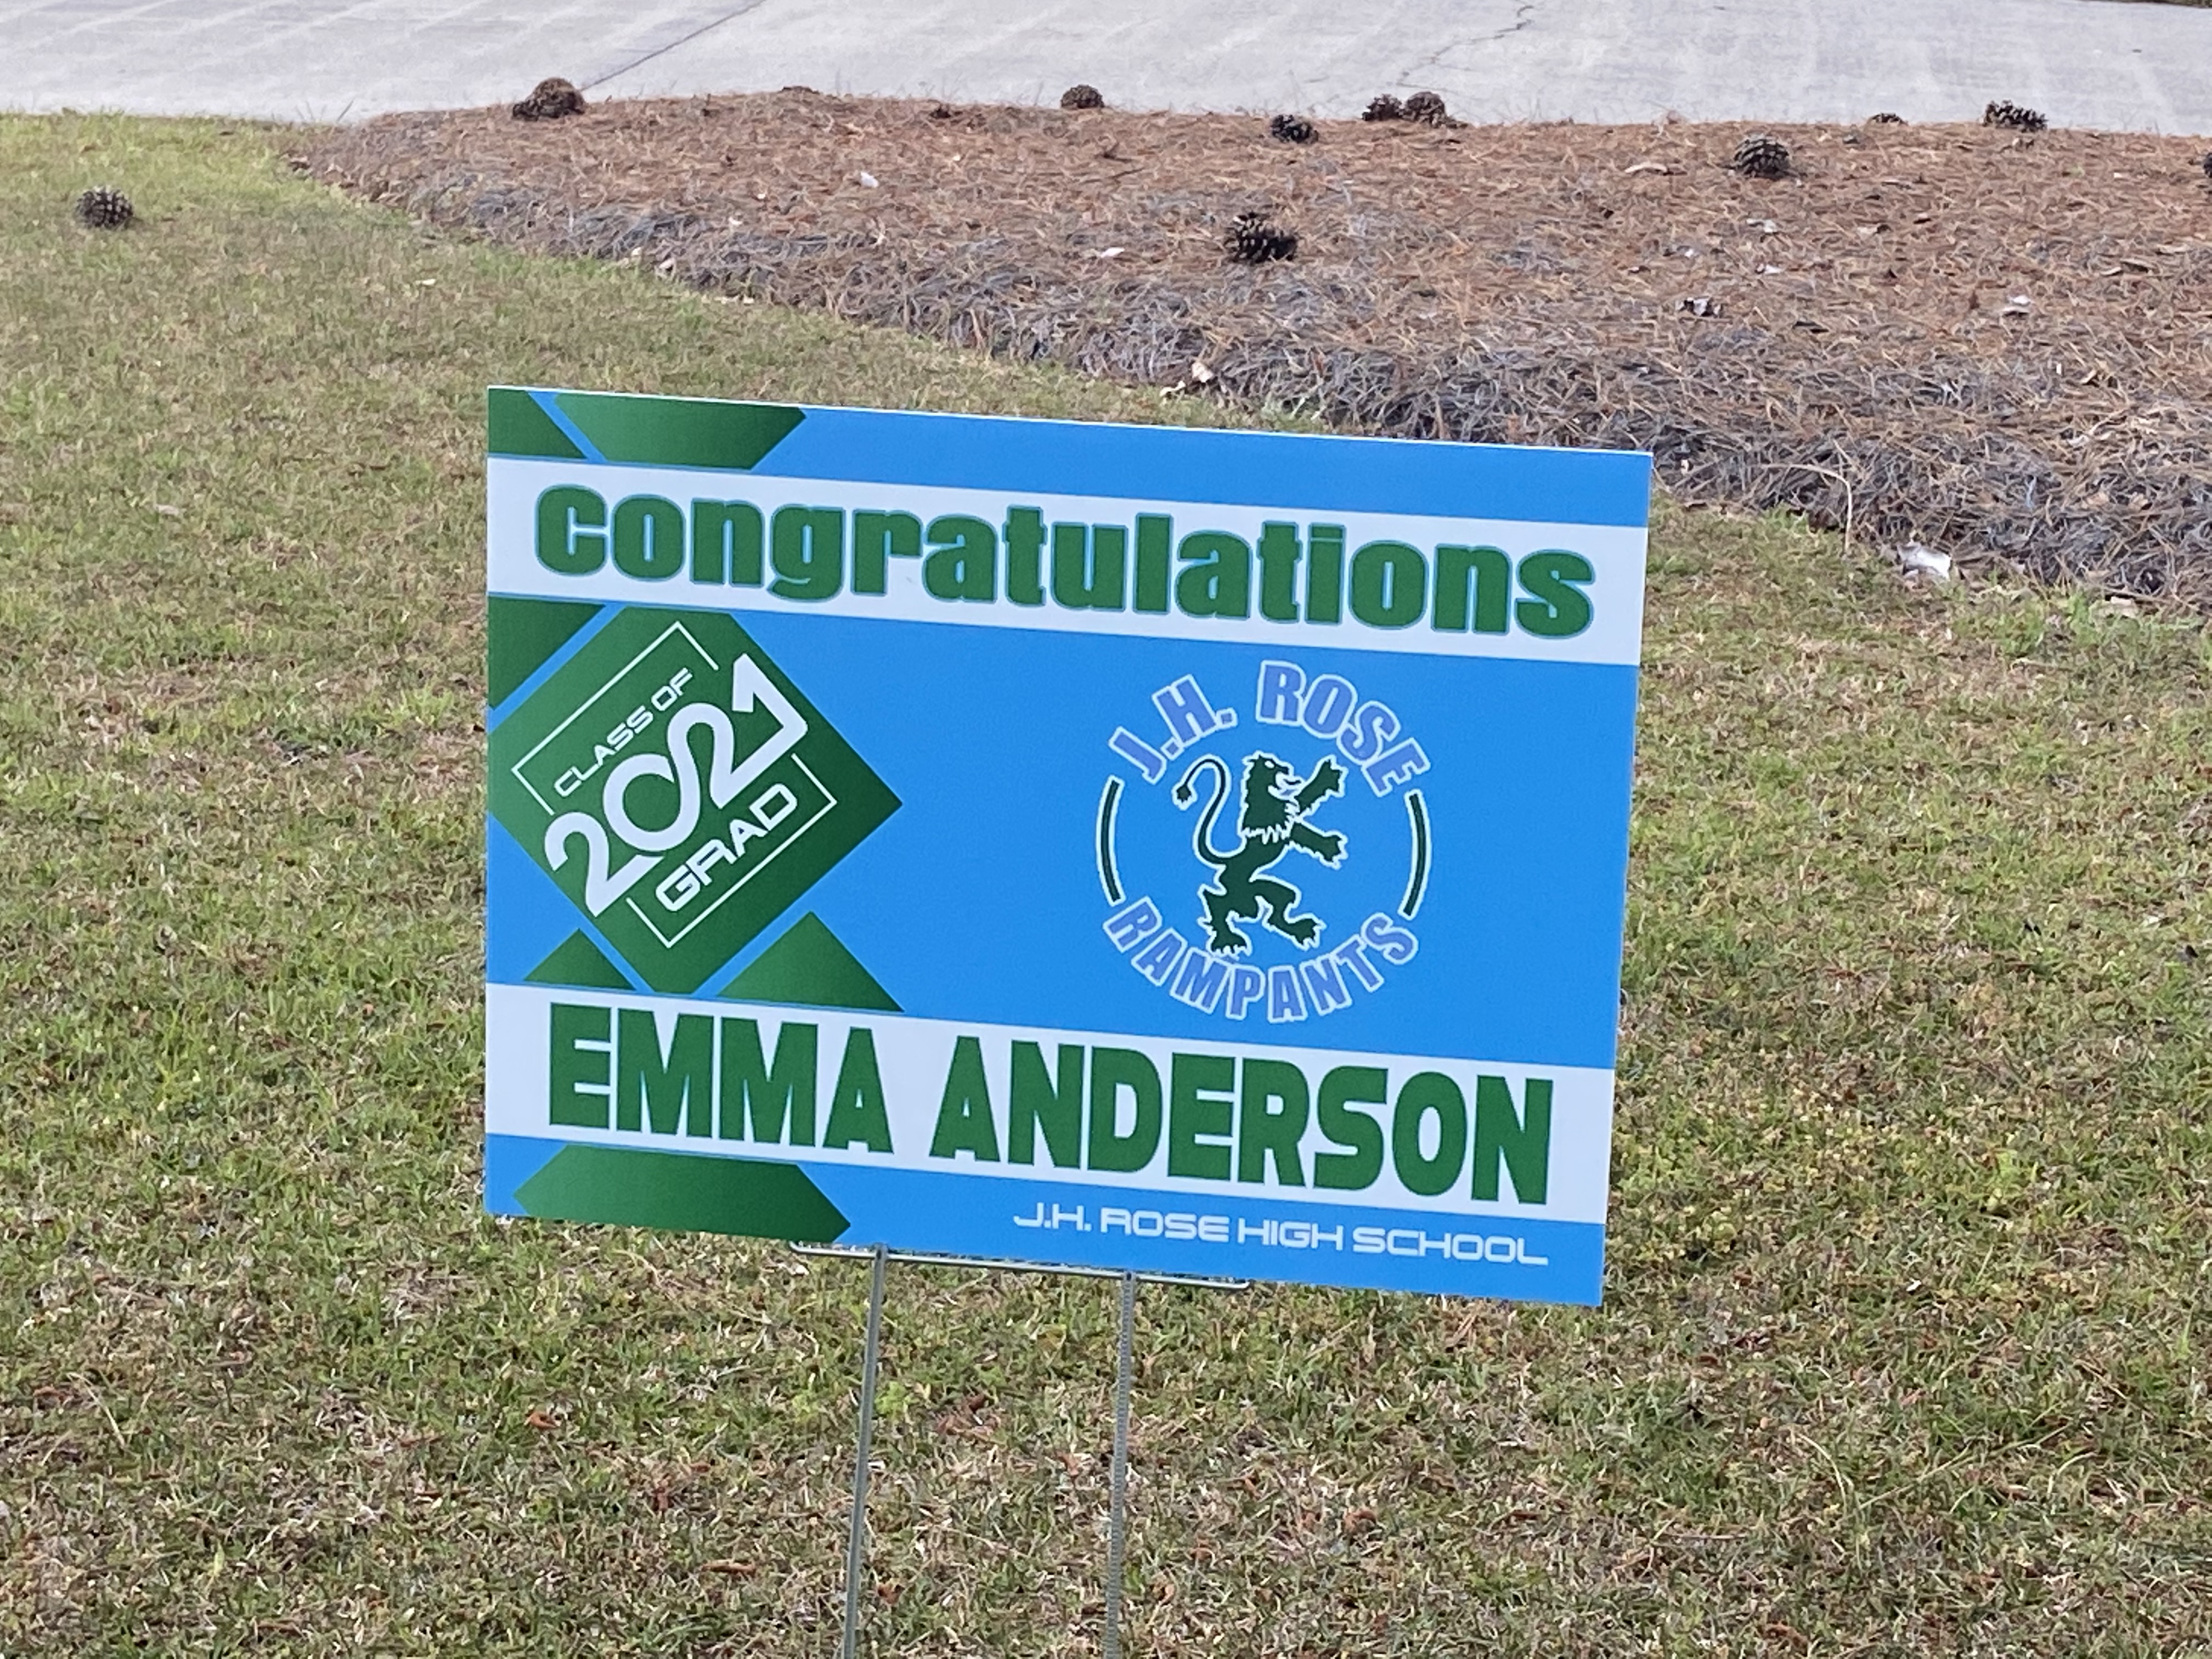 Congratulations
CLASS OF
2021
GRAD
J.H. ROSE
RAMPANTS
EMMA ANDERSON
J.H. ROSE HIGH SCHOOL